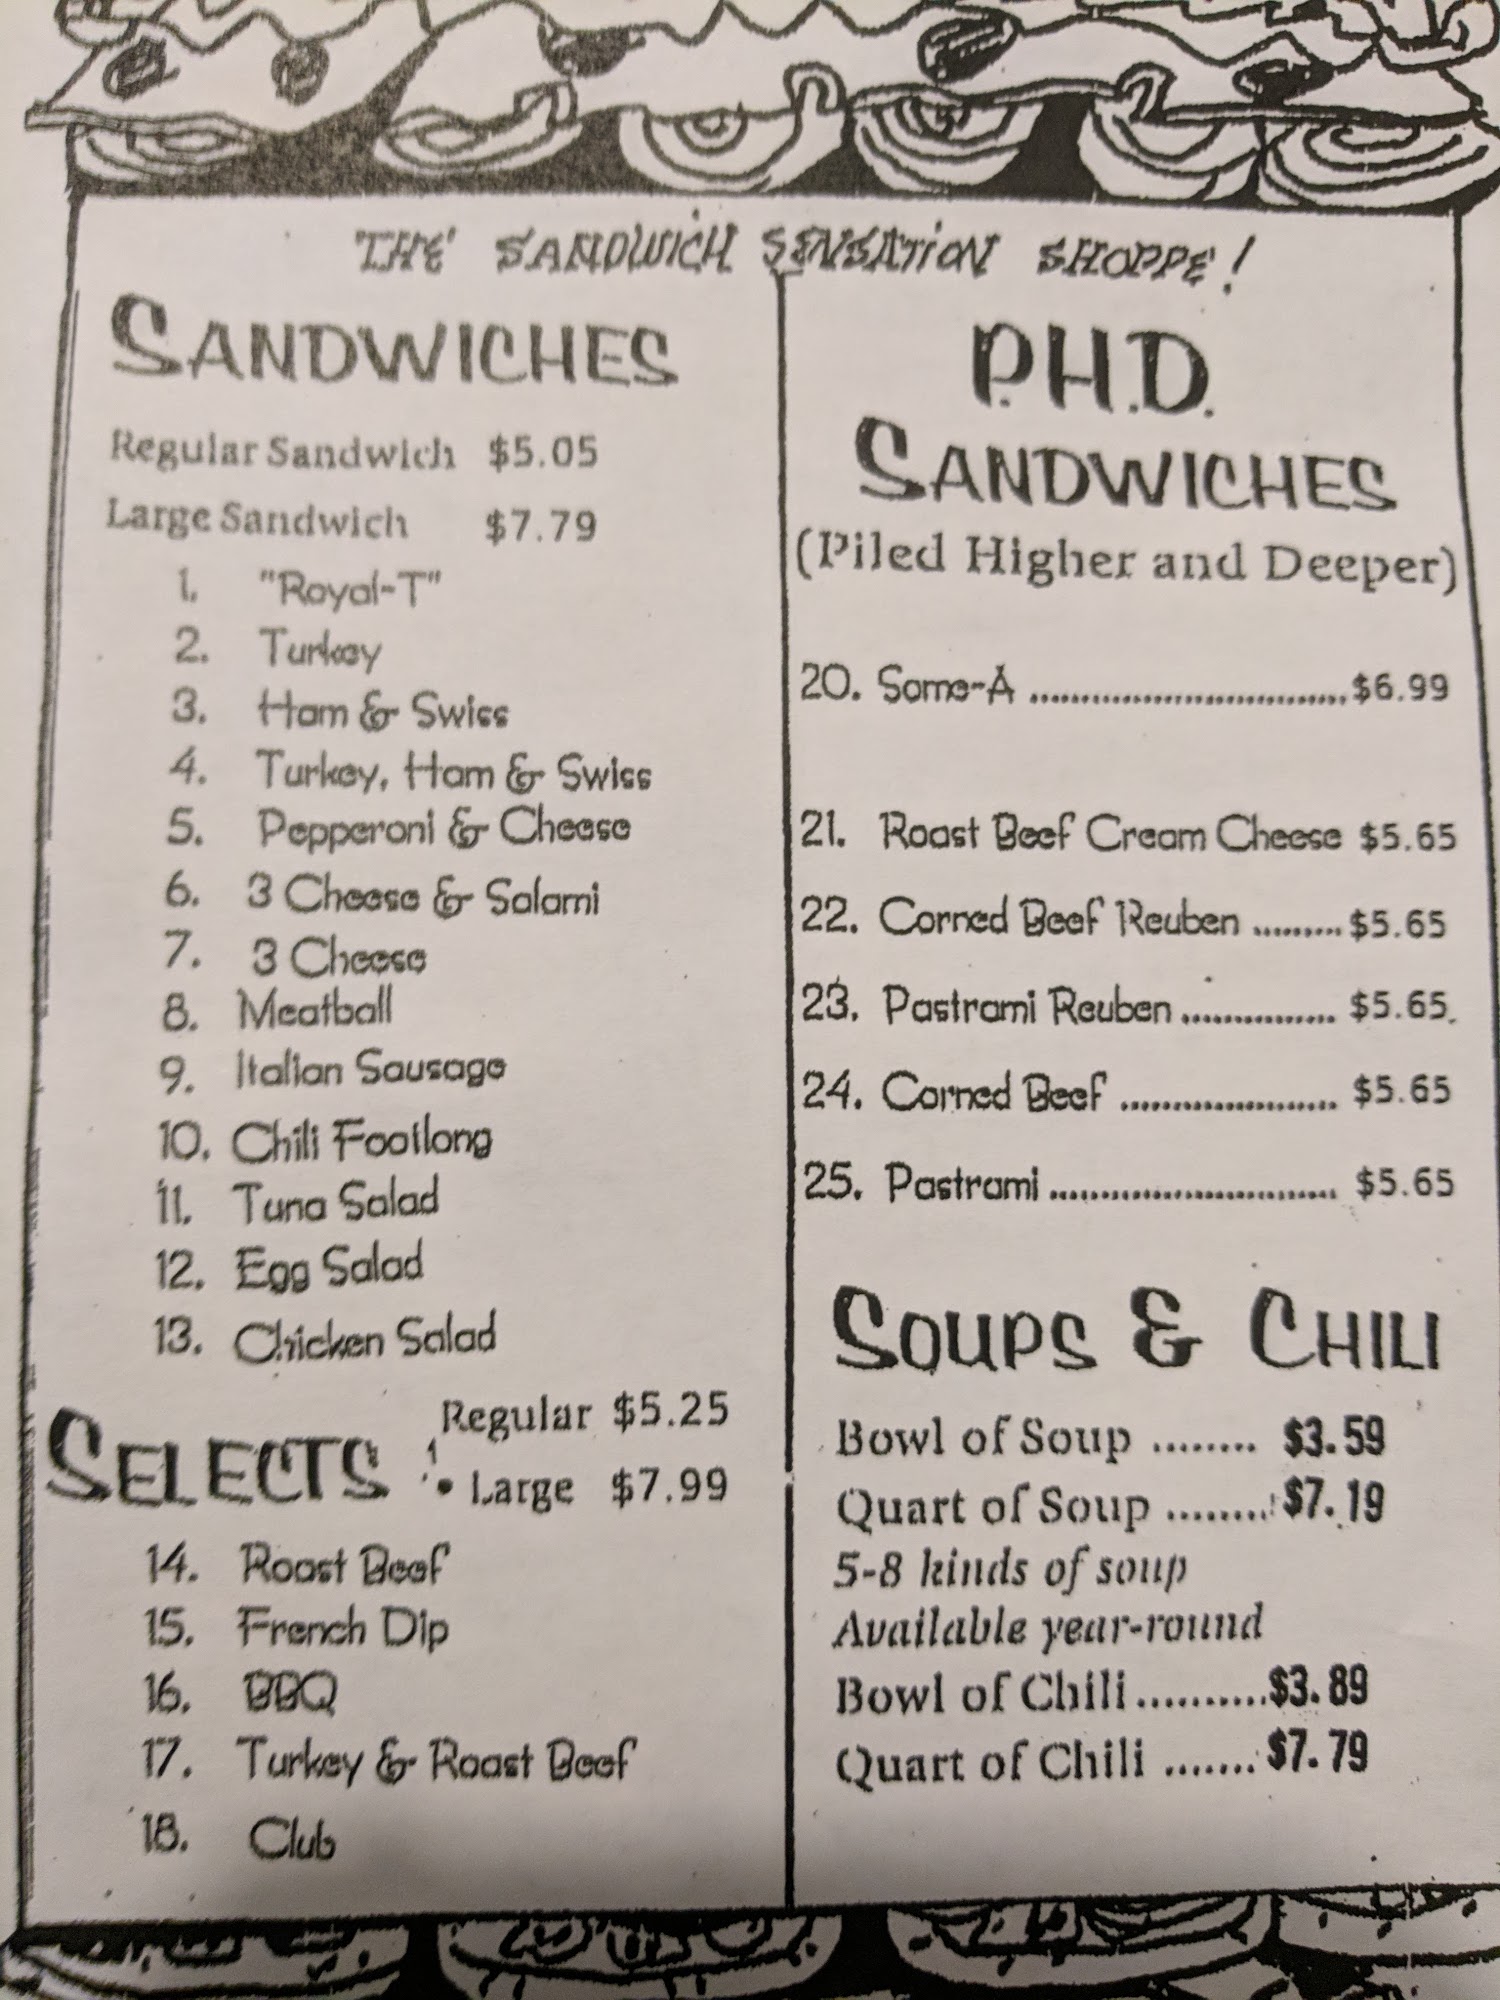 THE SANDWICH SENSATION SHOPPE!
SANDWICHES
Regular Sandwich $5.05
Large Sandwich $7.79
1. "Royal-T"
2. Turkey
3. Ham & Swiss
4. Turkey, Ham & Swiss
5. Pepperoni & Cheese
6. 3 Cheese & Salami
7. 3 Cheese
8. Meatball
9. Italian Sausage
10. Chili Footlong
11. Tuna Salad
12. Egg Salad
13. Chicken Salad
SELECTS
Regular $5.25
• Large $7.99
14. Roast Beef
15. French Dip
16. BBQ
17. Turkey & Roast Beef
18. Club
P.H.D.
SANDWICHES
(Piled Higher and Deeper)
20. Some-A ............................... $6.99
21. Roast Beef Cream Cheese $5.65
22. Corned Beef Reuben ......... $5.65
23. Pastrami Reuben ............... $5.65
24. Corned Beef ..................... $5.65
25. Pastrami ............................ $5.65
SOUPS & CHILI
Bowl of Soup ........ $3.59
Quart of Soup ........ $7.19
5-8 kinds of soup
Available year-round
Bowl of Chili .......... $3.89
Quart of Chili ....... $7.79